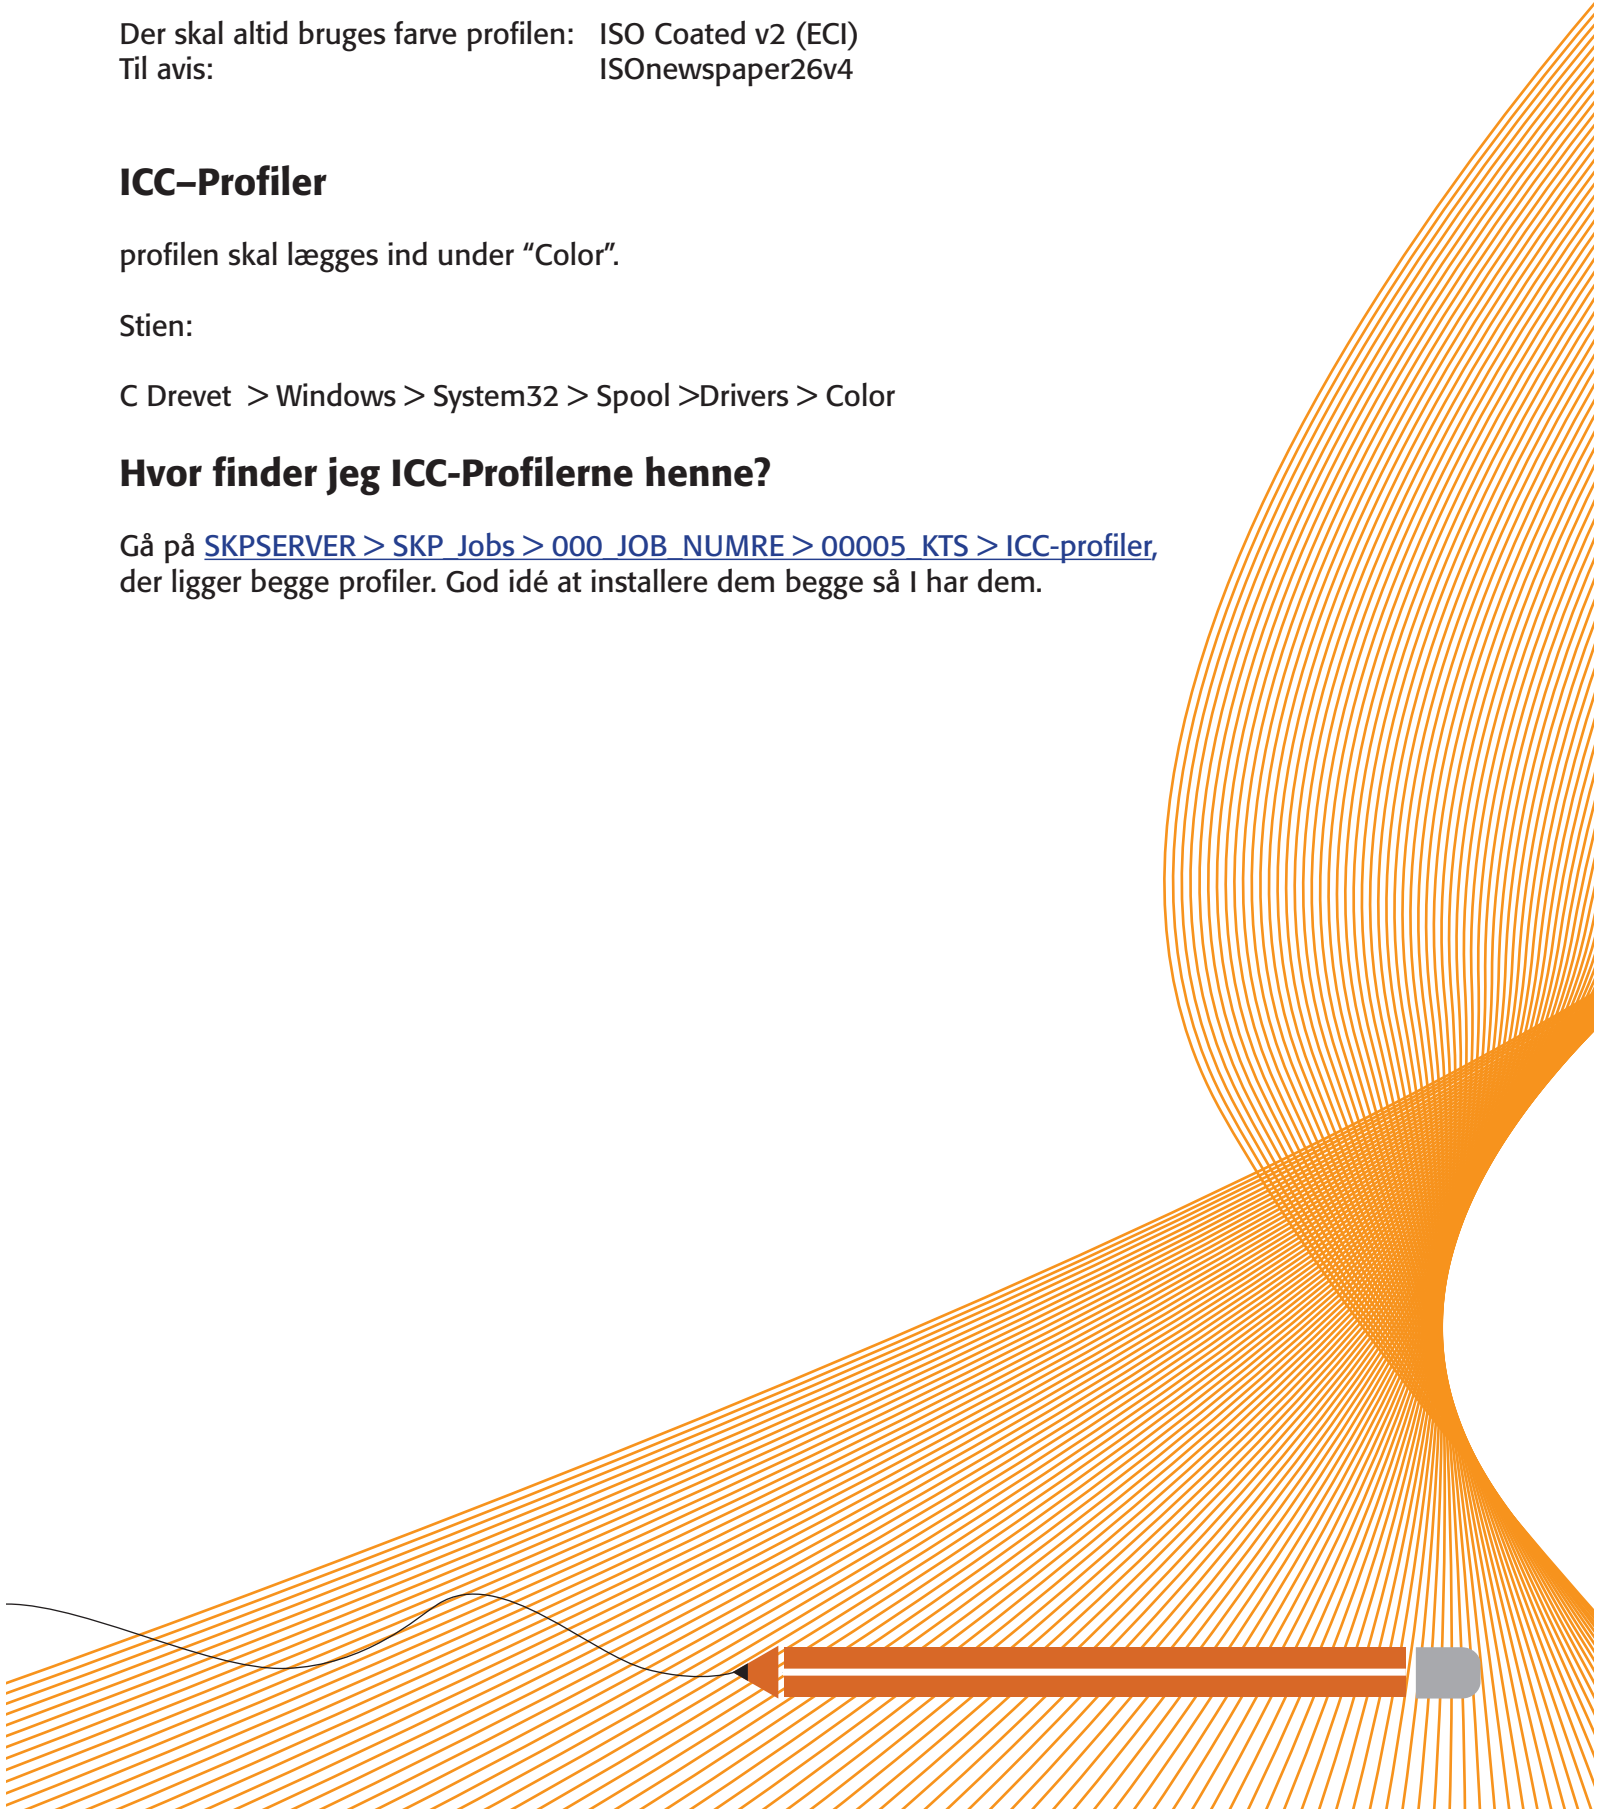 Der skal altid bruges farve profilen: ISO Coated v2 (ECI)
Til avis: ISOnewspaper26v4
ICC–Profiler
profilen skal lægges ind under “Color”.
Stien:
C Drevet > Windows > System32 > Spool >Drivers > Color
Hvor finder jeg ICC-Profilerne henne?
Gå på SKPSERVER > SKP_Jobs > 000_JOB_NUMRE > 00005_KTS > ICC-profiler,
der ligger begge profiler. God idé at installere dem begge så I har dem.